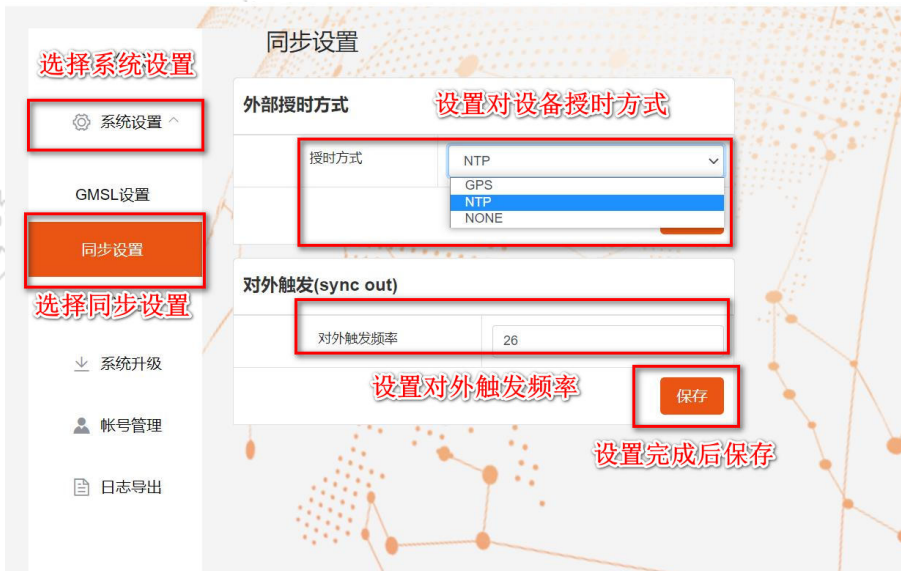 同步设置
选择系统设置
系统设置
GMSL设置
同步设置
选择同步设置
系统升级
帐号管理
日志导出
外部授时方式
设置对设备授时方式
授时方式
NTP
GPS
NTP
NONE
对外触发(sync out)
对外触发频率
26
设置对外触发频率
保存
设置完成后保存